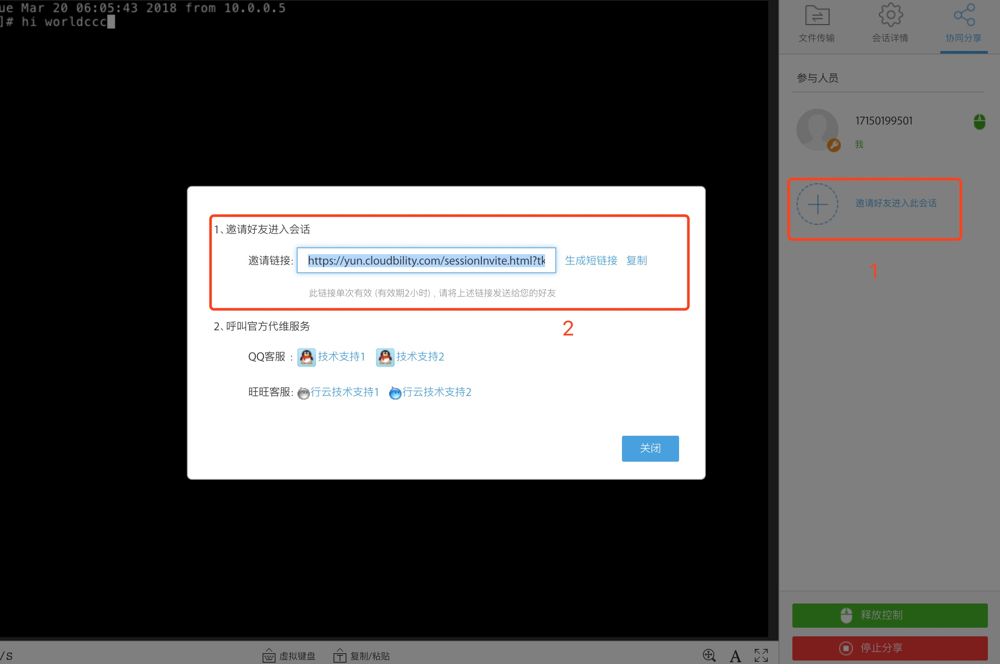 ue Mar 20 06:05:43 2018 from 10.0.0.5
]# hi worldccc
文件传输 会话详情 协同分享
参与人员
17150199501
我
邀请好友进入此会话
1
1、邀请好友进入会话
邀请链接: https://yun.cloudbility.com/sessionInvite.html?tk 生成短链接 复制
此链接单次有效 (有效期2小时) , 请将上述链接发送给您的好友
2
2、呼叫官方代维服务
QQ客服 : 技术支持1 技术支持2
旺旺客服: 行云技术支持1 行云技术支持2
关闭
释放控制
停止分享
/S 虚拟键盘 复制/粘贴 A